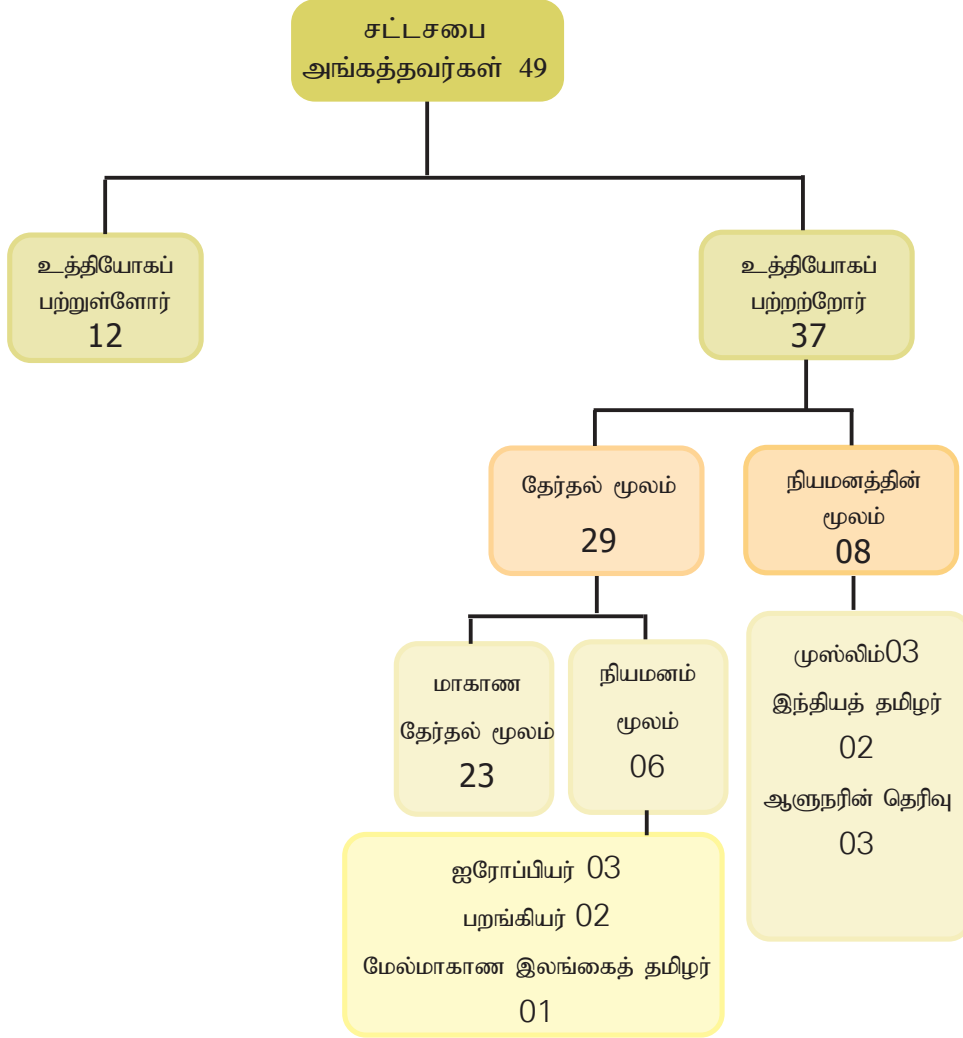 சட்டசபை
அங்கத்தவர்கள் 49
உத்தியோகப்
பற்றுள்ளோர்
12
உத்தியோகப்
பற்றற்றோர்
37
தேர்தல் மூலம்
29
நியமனத்தின்
மூலம்
08
மாகாண
தேர்தல் மூலம்
23
நியமனம்
மூலம்
06
முஸ்லிம்03
இந்தியத் தமிழர்
02
ஆளுநரின் தெரிவு
03
ஐரோப்பியர் 03
பறங்கியர் 02
மேல்மாகாண இலங்கைத் தமிழர்
01